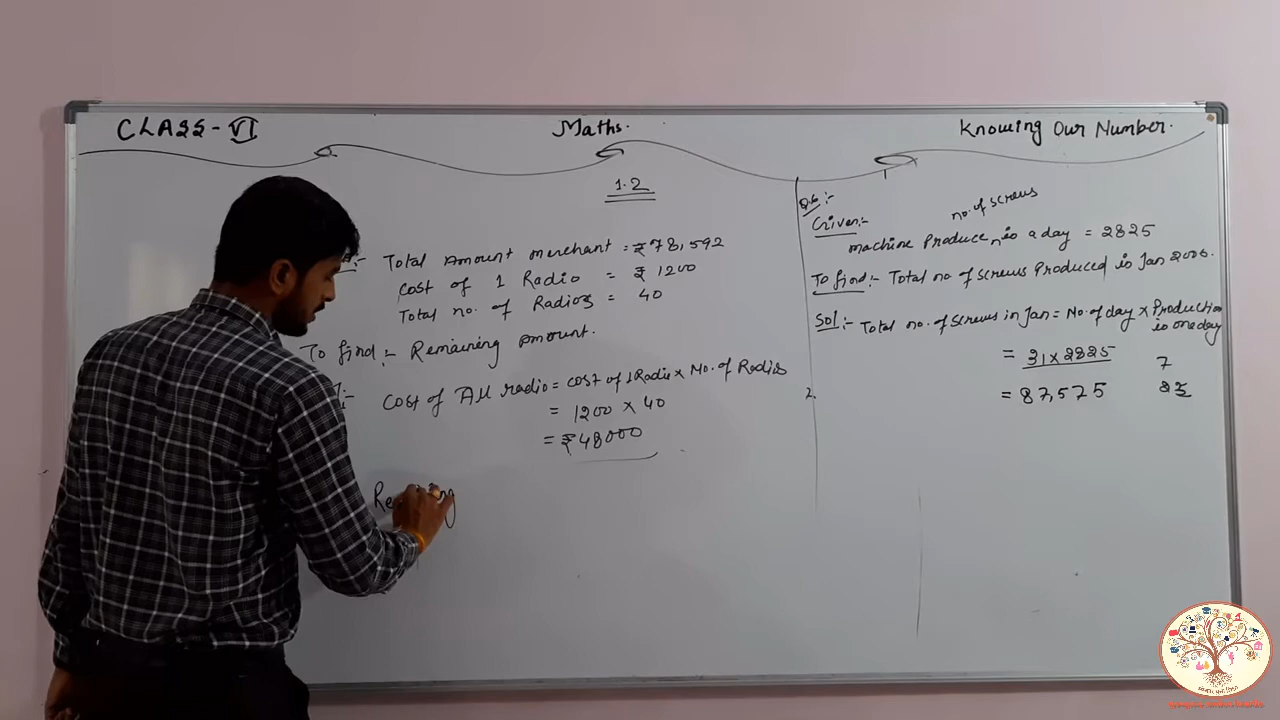 CLASS - VI
Maths.
Knowing Our Number.
1.2
Total Amount merchant = ₹78,592
Cost of 1 Radio = ₹ 1200
Total no. of Radios = 40
To find :- Remaining Amount.
Cost of All radio = cost of 1 Radio × No. of Radios
= 1200 × 40
= ₹48000
Given:-
no. of screws
machine Produce in a day = 2825
To find :- Total no of screws Produced in Jan 2006.
Sol :- Total no. of Screws in Jan = No. of day × Production
in one day
= 31 × 2825
= 87,575
7